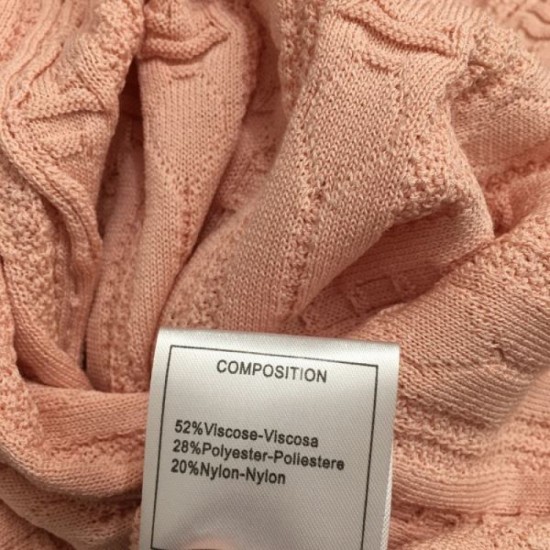 COMPOSITION
52%Viscose-Viscosa
28%Polyester-Poliestere
20%Nylon-Nylon